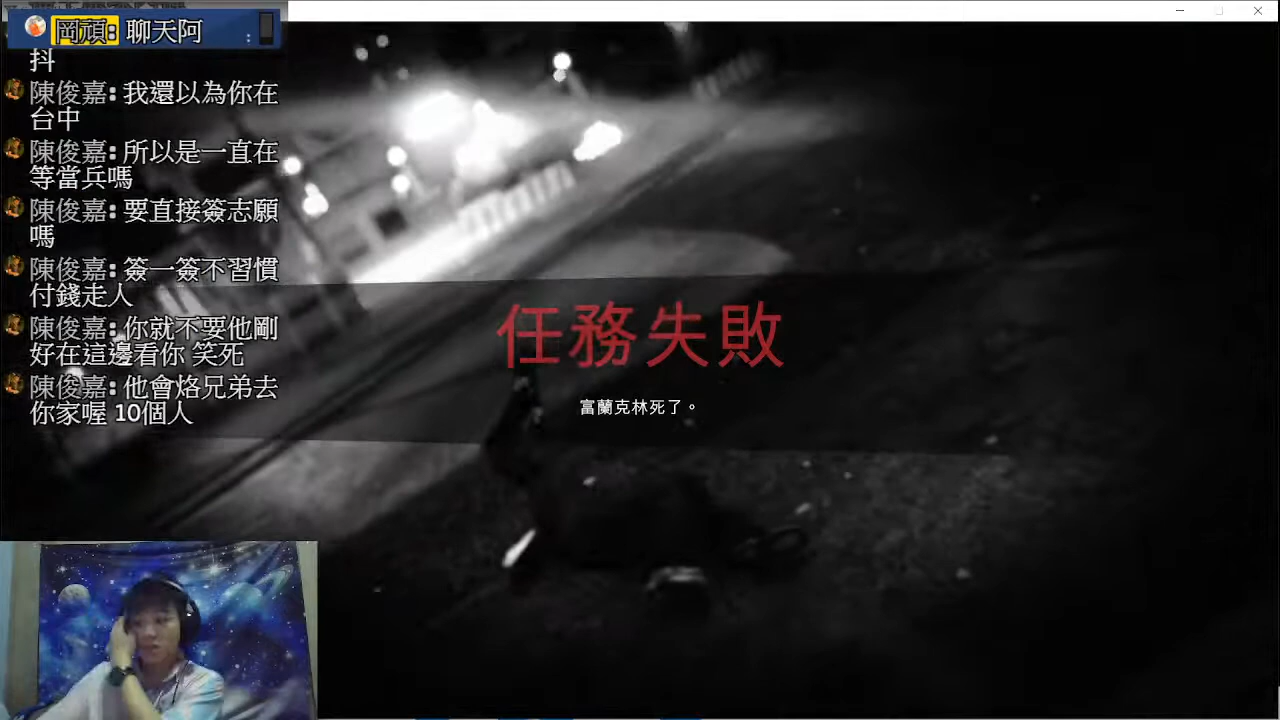 岡頑: 聊天阿
抖
陳俊嘉: 我還以為你在
台中
陳俊嘉: 所以是一直在
等當兵嗎
陳俊嘉: 要直接簽志願
嗎
陳俊嘉: 簽一簽不習慣
付錢走人
陳俊嘉: 你就不要他剛
好在這邊看你 笑死
陳俊嘉: 他會烙兄弟去
你家喔 10個人
任務失敗
富蘭克林死了。